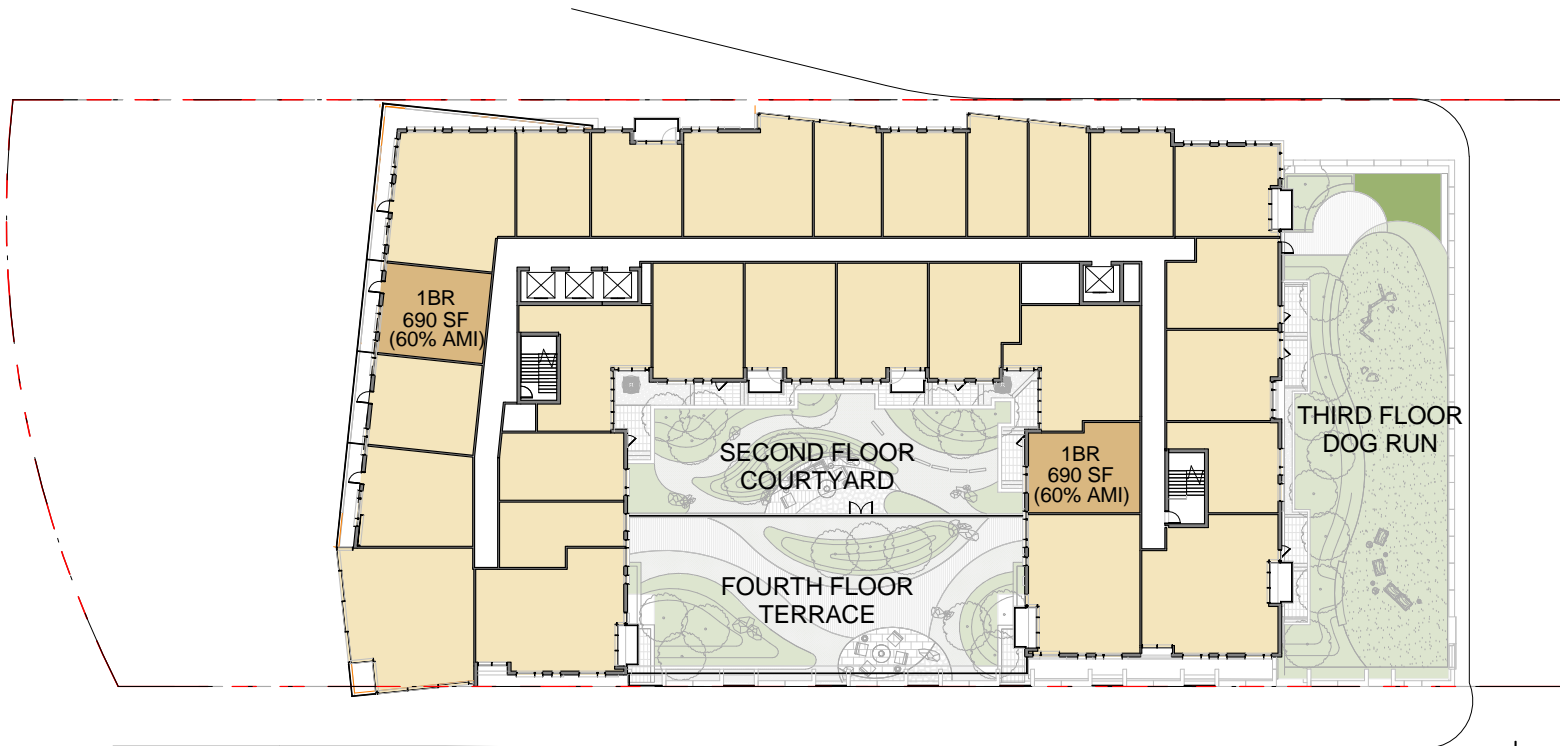 1BR
690 SF
(60% AMI)
THIRD FLOOR
DOG RUN
SECOND FLOOR
COURTYARD
1BR
690 SF
(60% AMI)
FOURTH FLOOR
TERRACE